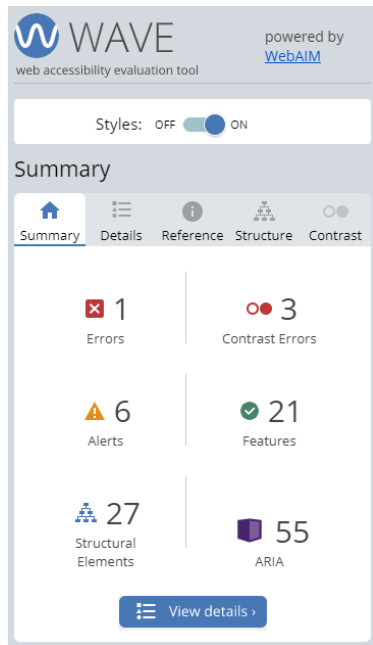 WAVE
web accessibility evaluation tool
powered by
WebAIM
Styles: OFF ON
Summary
Summary Details Reference Structure Contrast
1
Errors
3
Contrast Errors
6
Alerts
21
Features
27
Structural
Elements
55
ARIA
View details ›